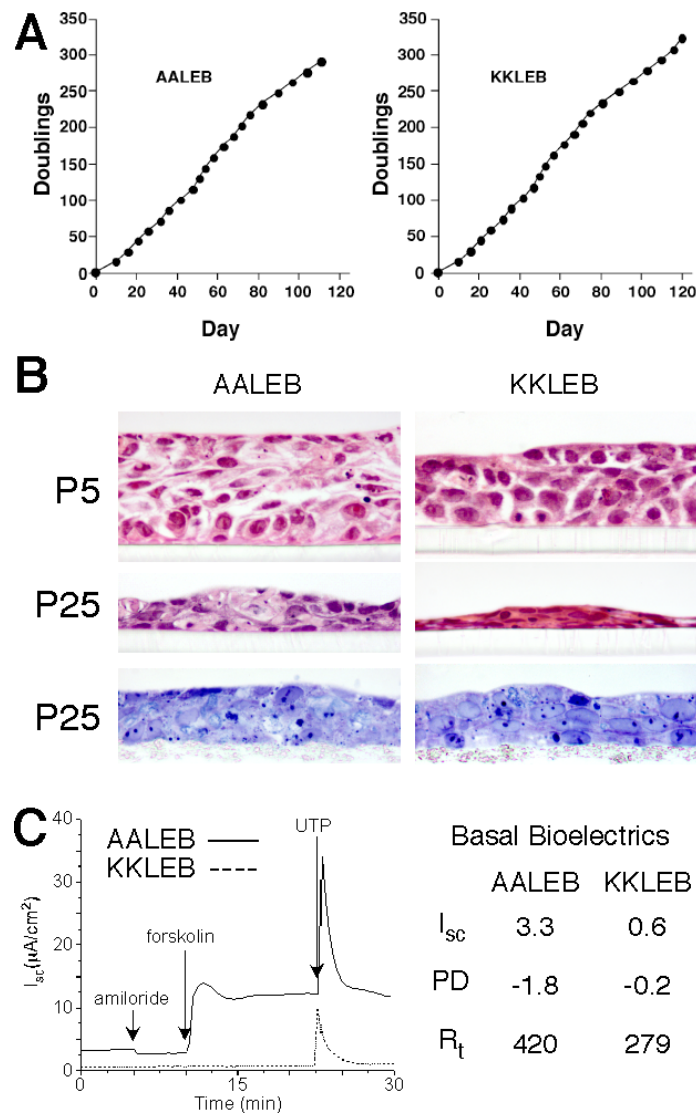 A
AALEB
Doublings
350
300
250
200
150
100
50
0
0 20 40 60 80 100 120
Day
KKLEB
Doublings
350
300
250
200
150
100
50
0
0 20 40 60 80 100 120
Day
B
AALEB KKLEB
P5
P25
P25
C
40
30
20
10
0
Isc(μA/cm²)
AALEB
KKLEB
UTP
forskolin
amiloride
0 15 30
Time (min)
Basal Bioelectrics
AALEB KKLEB
Isc 3.3 0.6
PD -1.8 -0.2
Rt 420 279